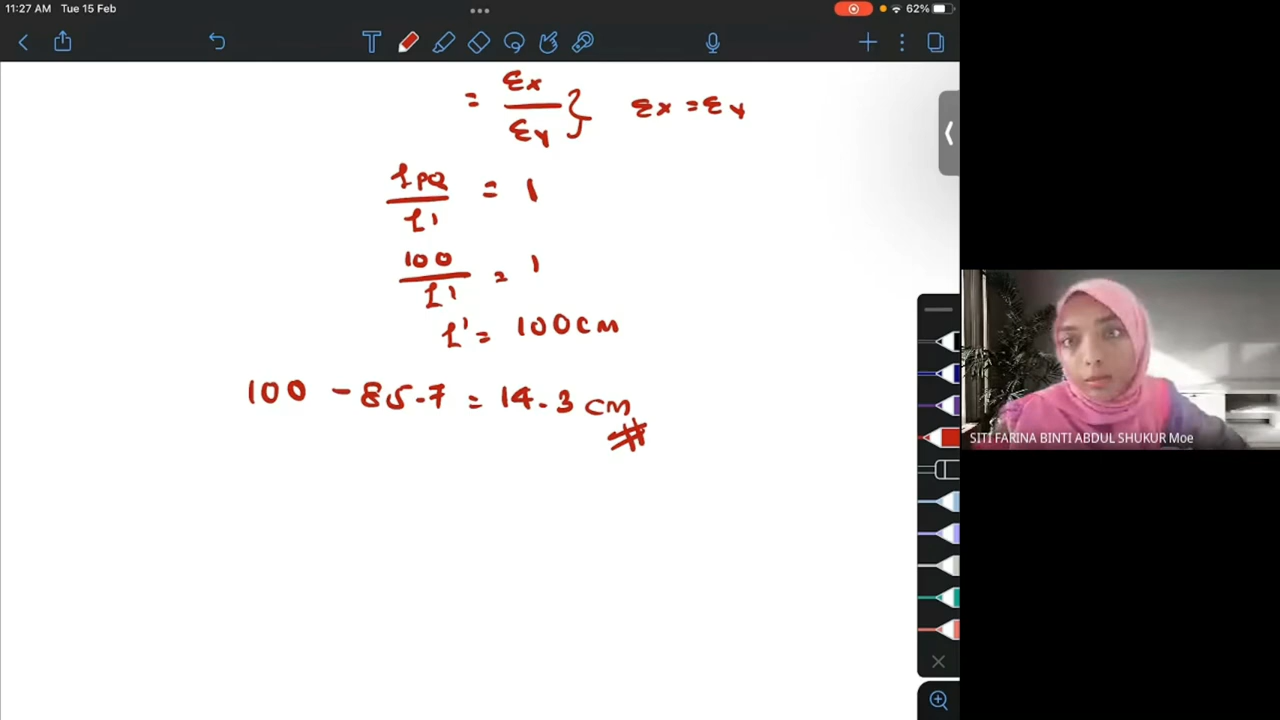 11:27 AM Tue 15 Feb
62%
T
= εx / εy } εx = εy
lPQ / l' = 1
100 / l' = 1
l' = 100cm
100 - 85.7 = 14.3 cm
SITI FARINA BINTI ABDUL SHUKUR Moe